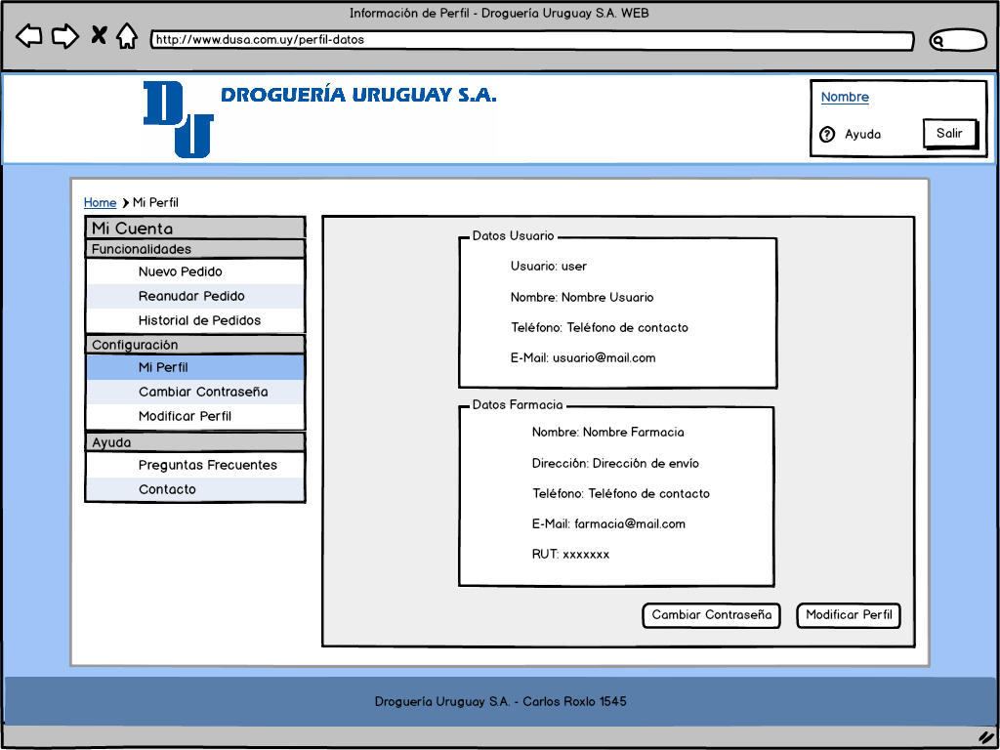 Información de Perfil - Droguería Uruguay S.A. WEB
http://www.dusa.com.uy/perfil-datos
DU
DROGUERÍA URUGUAY S.A.
Nombre
? Ayuda
Salir
Home > Mi Perfil
Mi Cuenta
Funcionalidades
Nuevo Pedido
Reanudar Pedido
Historial de Pedidos
Configuración
Mi Perfil
Cambiar Contraseña
Modificar Perfil
Ayuda
Preguntas Frecuentes
Contacto
Datos Usuario
Usuario: user
Nombre: Nombre Usuario
Teléfono: Teléfono de contacto
E-Mail: usuario@mail.com
Datos Farmacia
Nombre: Nombre Farmacia
Dirección: Dirección de envío
Teléfono: Teléfono de contacto
E-Mail: farmacia@mail.com
RUT: xxxxxxx
Cambiar Contraseña
Modificar Perfil
Droguería Uruguay S.A. - Carlos Roxlo 1545